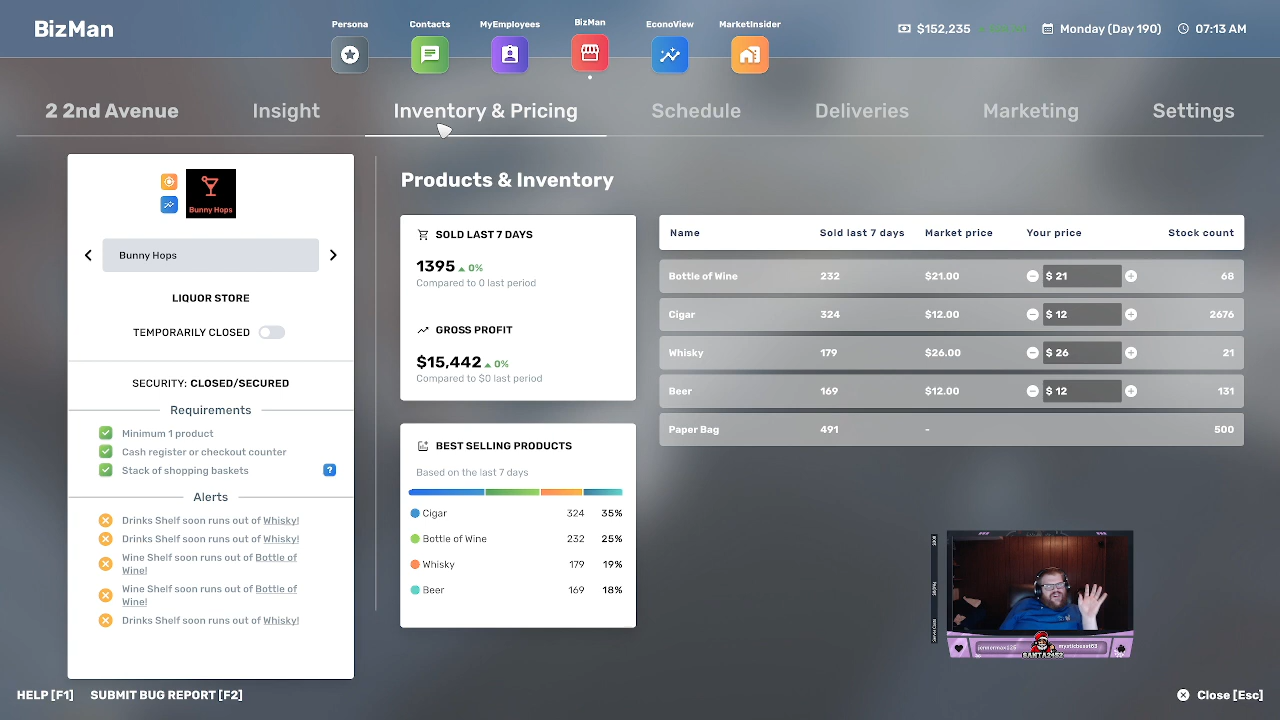 BizMan
Persona
Contacts
MyEmployees
BizMan
EconoView
MarketInsider
$152,235
Monday (Day 190)
07:13 AM
2 2nd Avenue
Insight
Inventory & Pricing
Schedule
Deliveries
Marketing
Settings
Bunny Hops
Bunny Hops
LIQUOR STORE
TEMPORARILY CLOSED
SECURITY: CLOSED/SECURED
Requirements
Minimum 1 product
Cash register or checkout counter
Stack of shopping baskets
?
Alerts
Drinks Shelf soon runs out of Whisky!
Drinks Shelf soon runs out of Whisky!
Wine Shelf soon runs out of Bottle of
Wine!
Wine Shelf soon runs out of Bottle of
Wine!
Drinks Shelf soon runs out of Whisky!
Products & Inventory
SOLD LAST 7 DAYS
1395 0%
Compared to 0 last period
GROSS PROFIT
$15,442 0%
Compared to $0 last period
BEST SELLING PRODUCTS
Based on the last 7 days
Cigar 324 35%
Bottle of Wine 232 25%
Whisky 179 19%
Beer 169 18%
Name Sold last 7 days Market price Your price Stock count
Bottle of Wine 232 $21.00 $ 21 68
Cigar 324 $12.00 $ 12 2676
Whisky 179 $26.00 $ 26 21
Beer 169 $12.00 $ 12 131
Paper Bag 491 - 500
SANTA2452
HELP [F1]
SUBMIT BUG REPORT [F2]
Close [Esc]